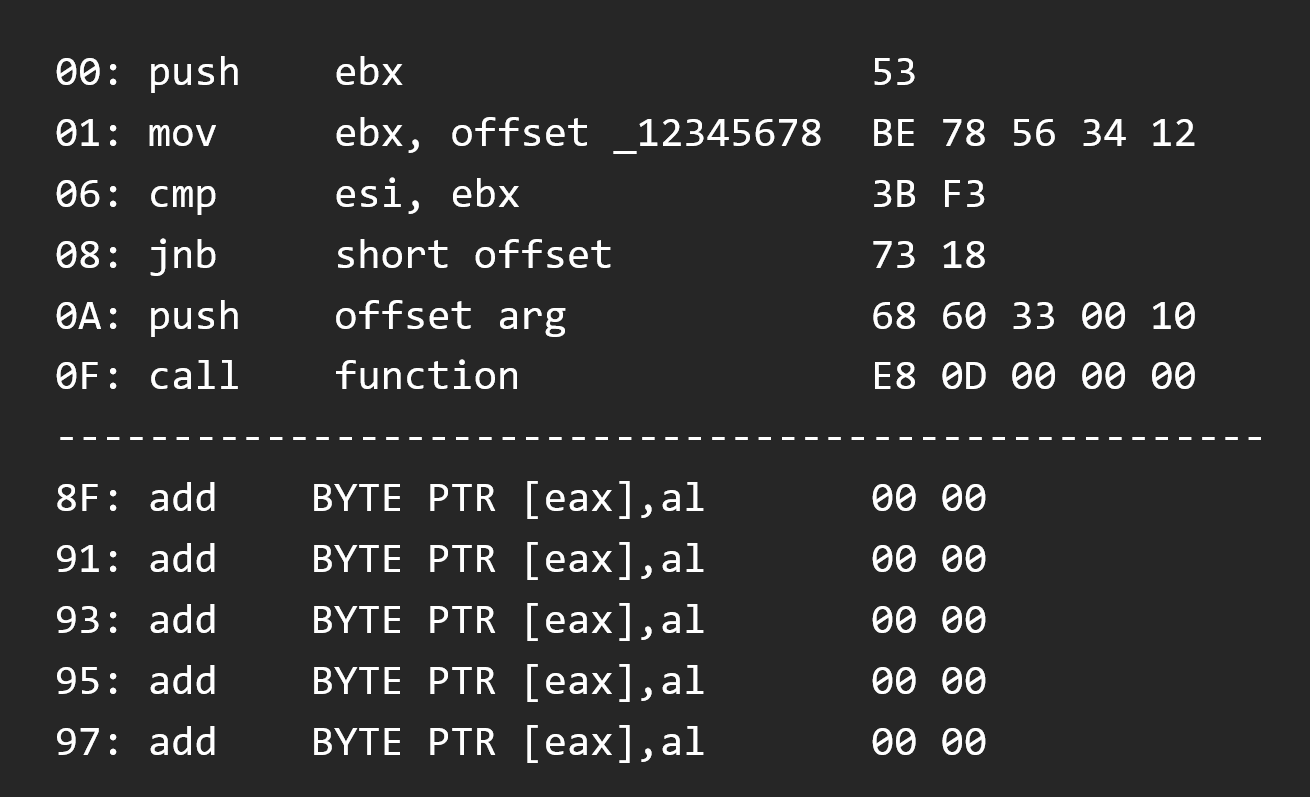 00: push    ebx                    53
01: mov     ebx, offset _12345678  BE 78 56 34 12
06: cmp     esi, ebx               3B F3
08: jnb     short offset           73 18
0A: push    offset arg             68 60 33 00 10
0F: call    function               E8 0D 00 00 00
----------------------------------------------------
8F: add    BYTE PTR [eax],al       00 00
91: add    BYTE PTR [eax],al       00 00
93: add    BYTE PTR [eax],al       00 00
95: add    BYTE PTR [eax],al       00 00
97: add    BYTE PTR [eax],al       00 00